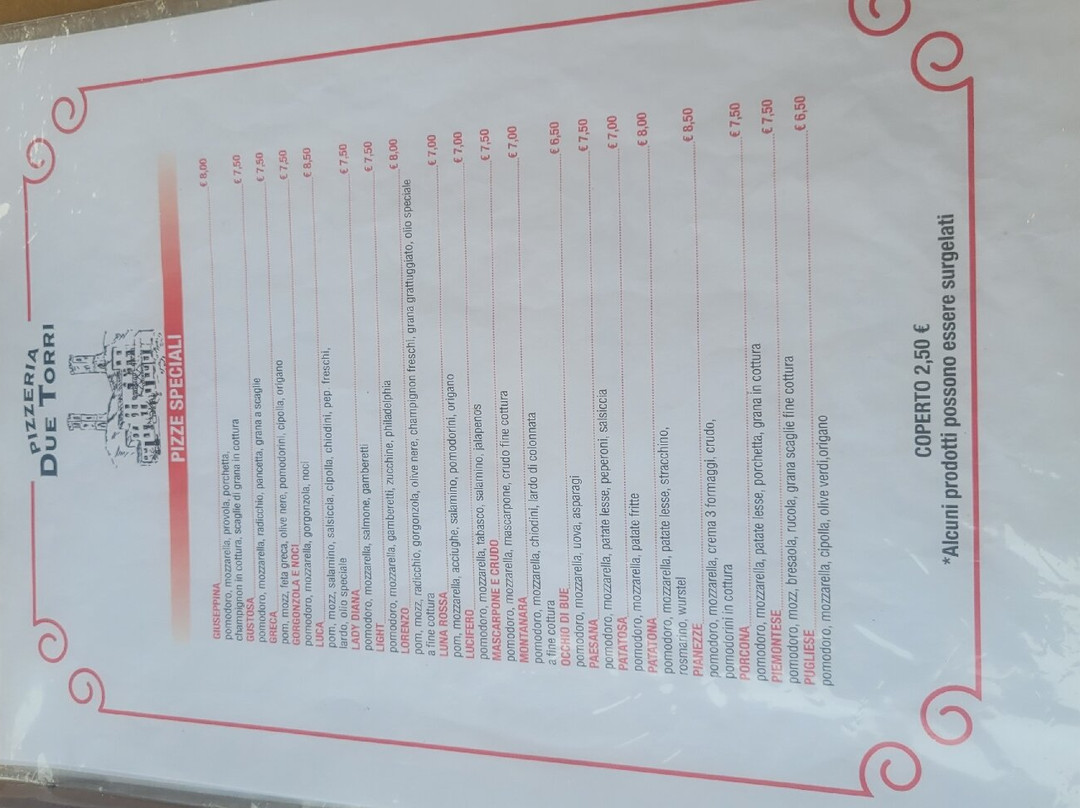 PIZZERIA
DUE TORRI
PIZZE SPECIALI
GIUSEPPINA € 8,00
pomodoro, mozzarella, provola, porchetta,
champignon in cottura, scaglie di grana in cottura
GUSTOSA € 7,50
pomodoro, mozzarella, radicchio, pancetta, grana a scaglie
GRECA € 7,50
pom, mozz, feta greca, olive nere, pomodorini, cipolla, origano
GORGONZOLA E NOCI € 7,50
pomodoro, mozzarella, gorgonzola, noci
LUCA € 8,50
pom, mozz, salamino, salsiccia, cipolla, chiodini, pep. freschi,
lardo, olio speciale
LADY DIANA € 7,50
pomodoro, mozzarella, salmone, gamberetti
LIGHT € 7,50
pomodoro, mozzarella, gamberetti, zucchine, philadelphia
LORENZO € 8,00
pom, mozz, radicchio, gorgonzola, olive nere, champignon freschi, grana grattuggiato, olio speciale
a fine cottura
LUNA ROSSA € 7,00
pom, mozzarella, acciughe, salamino, pomodorini, origano
LUCIFERO € 7,00
pomodoro, mozzarella, tabasco, salamino, jalapenos
MASCARPONE E CRUDO € 7,50
pomodoro, mozzarella, mascarpone, crudo fine cottura
MONTANARA € 7,00
pomodoro, mozzarella, chiodini, lardo di colonnata
a fine cottura
OCCHIO DI BUE € 6,50
pomodoro, mozzarella, uova, asparagi
PAESANA € 7,50
pomodoro, mozzarella, patate lesse, peperoni, salsiccia
PATATOSA € 7,00
pomodoro, mozzarella, patate fritte
PATATONA € 8,00
pomodoro, mozzarella, patate lesse, stracchino,
rosmarino, wurstel
PIANEZZE € 8,50
pomodoro, mozzarella, crema 3 formaggi, crudo,
pomodorini in cottura
PORCONA € 7,50
pomodoro, mozzarella, patate lesse, porchetta, grana in cottura
PIEMONTESE € 7,50
pomodoro, mozz, bresaola, rucola, grana scaglie fine cottura
PUGLIESE € 6,50
pomodoro, mozzarella, cipolla, olive verdi,origano
COPERTO 2,50 €
*Alcuni prodotti possono essere surgelati